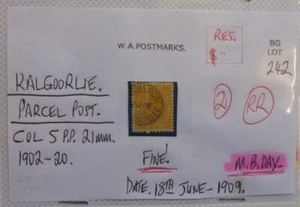 W.A.POSTMARKS.
RES.
$
BG
LOT
242
KALGOORLIE.
PARCEL POST.
COL 5 P.P. 21mm.
1902-20.
2
RR
FINE.
M.B.DAY.
DATE. 18TH JUNE-1909.